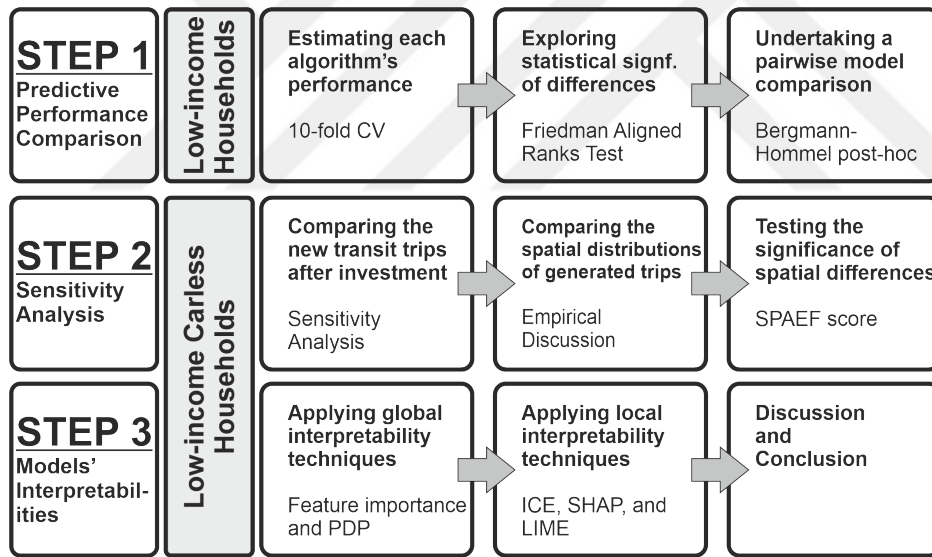 STEP 1
Predictive
Performance
Comparison
Low-income
Households
Estimating each
algorithm's
performance
10-fold CV
Exploring
statistical signf.
of differences
Friedman Aligned
Ranks Test
Undertaking a
pairwise model
comparison
Bergmann-
Hommel post-hoc
STEP 2
Sensitivity
Analysis
Low-income Carless
Households
Comparing the
new transit trips
after investment
Sensitivity
Analysis
Comparing the
spatial distributions
of generated trips
Empirical
Discussion
Testing the
significance of
spatial differences
SPAEF score
STEP 3
Models'
Interpretabil-
ities
Applying global
interpretability
techniques
Feature importance
and PDP
Applying local
interpretability
techniques
ICE, SHAP, and
LIME
Discussion
and
Conclusion